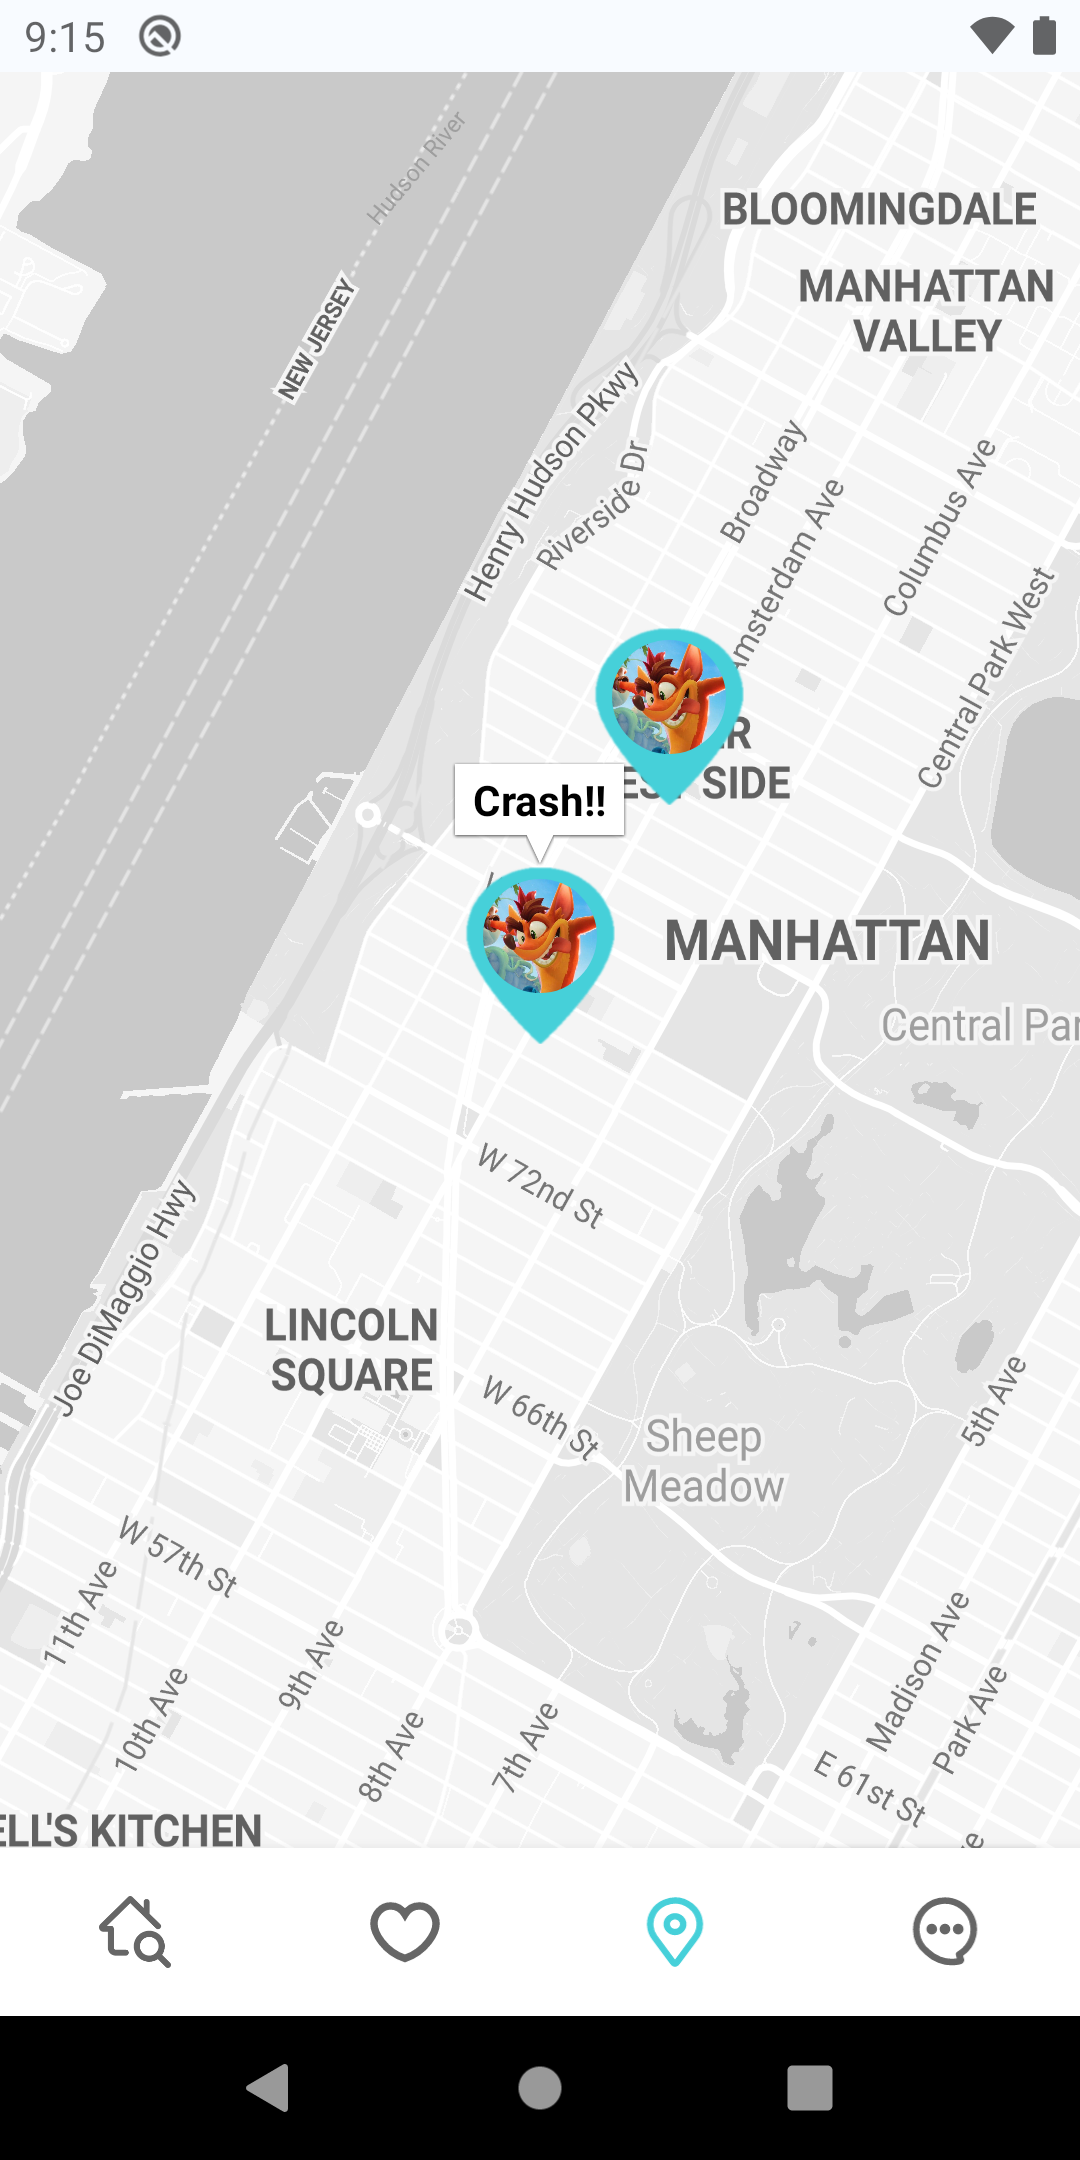 9:15
Hudson River
BLOOMINGDALE
MANHATTAN
VALLEY
NEW JERSEY
Henry Hudson Pkwy
Riverside Dr
Broadway
Amsterdam Ave
Columbus Ave
Central Park West
SIDE
Crash!!
MANHATTAN
Central Par
W 72nd St
Joe DiMaggio Hwy
LINCOLN
SQUARE
W 66th St
5th Ave
Sheep
Meadow
W 57th St
11th Ave
10th Ave
9th Ave
8th Ave
7th Ave
Madison Ave
Park Ave
E 61st St
ELL'S KITCHEN